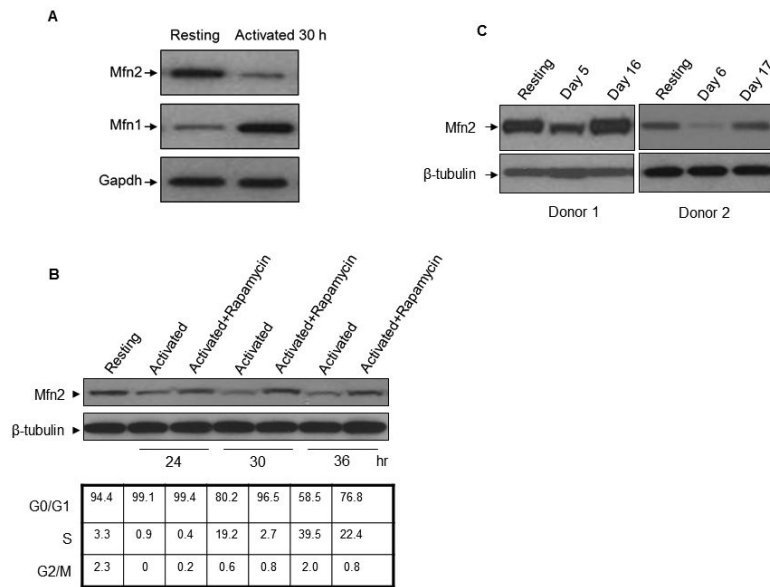 A
Resting Activated 30 h
Mfn2
Mfn1
Gapdh
C
Resting Day 5 Day 16 Resting Day 6 Day 17
Mfn2
β-tubulin
Donor 1 Donor 2
B
Resting Activated Activated+Rapamycin Activated Activated+Rapamycin Activated Activated+Rapamycin
Mfn2
β-tubulin
24 30 36 hr
G0/G1 94.4 99.1 99.4 80.2 96.5 58.5 76.8
S 3.3 0.9 0.4 19.2 2.7 39.5 22.4
G2/M 2.3 0 0.2 0.6 0.8 2.0 0.8